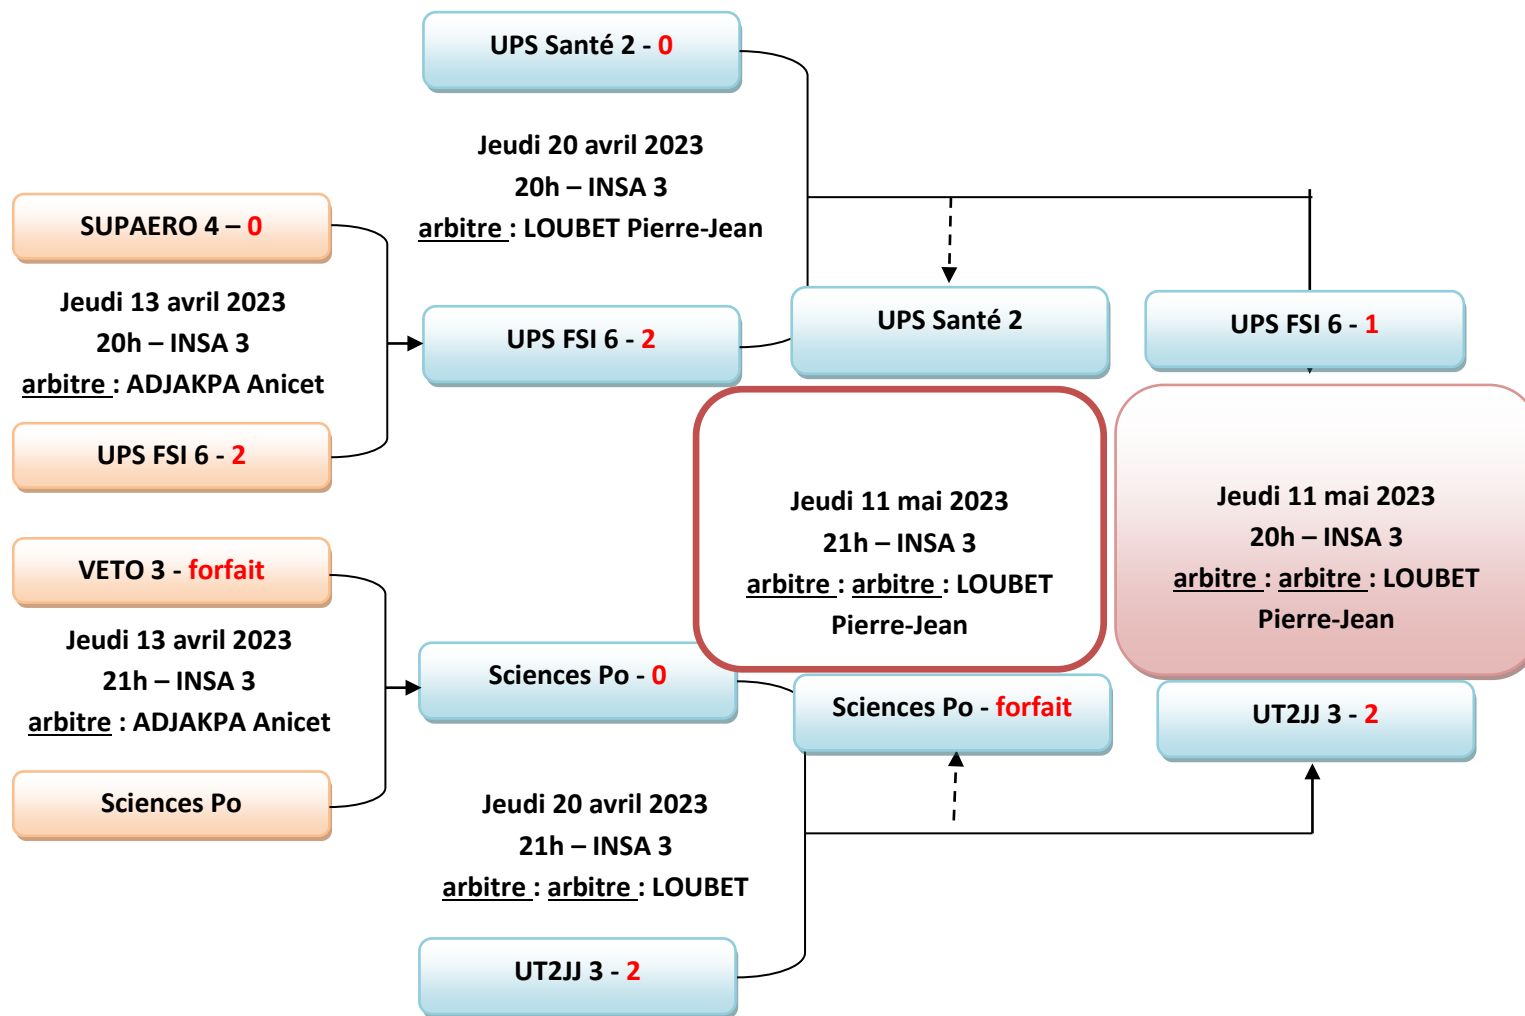 UPS Santé 2 - 0
Jeudi 20 avril 2023
20h – INSA 3
arbitre : LOUBET Pierre-Jean
SUPAERO 4 – 0
Jeudi 13 avril 2023
20h – INSA 3
arbitre : ADJAKPA Anicet
UPS FSI 6 - 2
UPS FSI 6 - 2
UPS Santé 2
UPS FSI 6 - 1
Jeudi 11 mai 2023
21h – INSA 3
arbitre : arbitre : LOUBET
Pierre-Jean
Jeudi 11 mai 2023
20h – INSA 3
arbitre : arbitre : LOUBET
Pierre-Jean
VETO 3 - forfait
Jeudi 13 avril 2023
21h – INSA 3
arbitre : ADJAKPA Anicet
Sciences Po
Sciences Po - 0
Sciences Po - forfait
UT2JJ 3 - 2
Jeudi 20 avril 2023
21h – INSA 3
arbitre : arbitre : LOUBET
UT2JJ 3 - 2